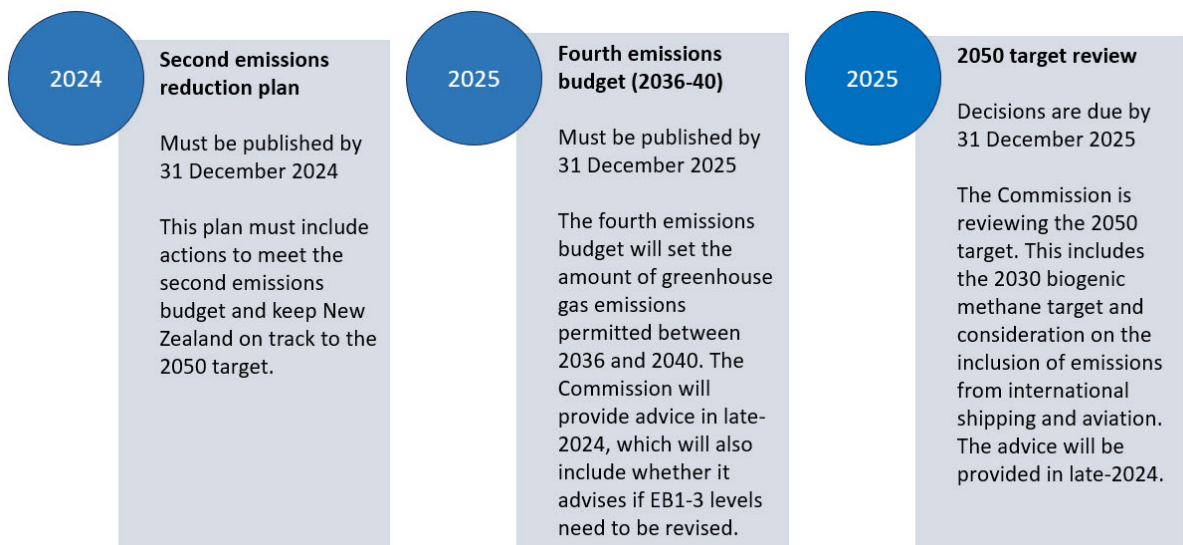 2024
Second emissions
reduction plan
Must be published by
31 December 2024
This plan must include
actions to meet the
second emissions
budget and keep New
Zealand on track to the
2050 target.
2025
Fourth emissions
budget (2036-40)
Must be published by
31 December 2025
The fourth emissions
budget will set the
amount of greenhouse
gas emissions
permitted between
2036 and 2040. The
Commission will
provide advice in late-
2024, which will also
include whether it
advises if EB1-3 levels
need to be revised.
2025
2050 target review
Decisions are due by
31 December 2025
The Commission is
reviewing the 2050
target. This includes
the 2030 biogenic
methane target and
consideration on the
inclusion of emissions
from international
shipping and aviation.
The advice will be
provided in late-2024.